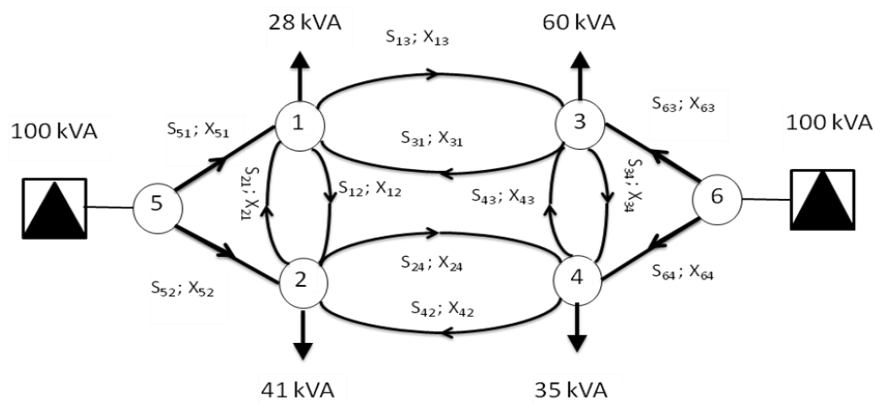 28 kVA
S₁₃; X₁₃
60 kVA
S₆₃; X₆₃
100 kVA
S₅₁; X₅₁
1
3
100 kVA
S₃₁; X₃₁
S₂₁; X₂₁
S₁₂; X₁₂
S₄₃; X₄₃
S₃₄; X₃₄
5
6
S₂₄; X₂₄
2
4
S₅₂; X₅₂
S₆₄; X₆₄
S₄₂; X₄₂
41 kVA
35 kVA